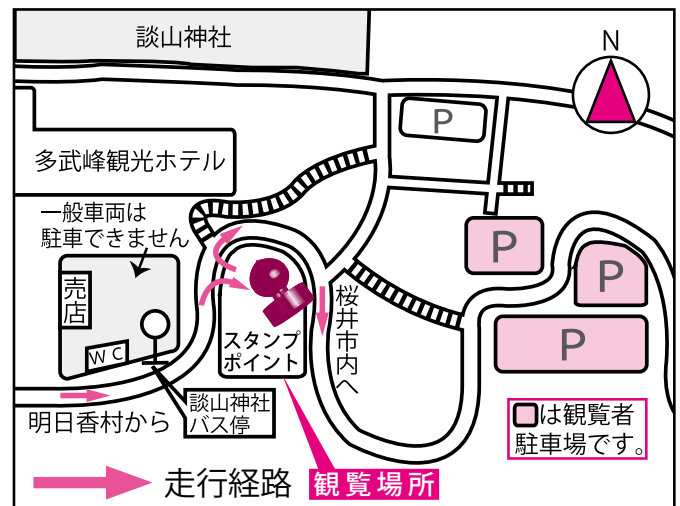 談山神社
N
P
多武峰観光ホテル
一般車両は
駐車できません
P
P
売店
WC
スタンプ
ポイント
桜井市内へ
P
談山神社
バス停
明日香村から
は観覧者
駐車場です。
走行経路
観覧場所